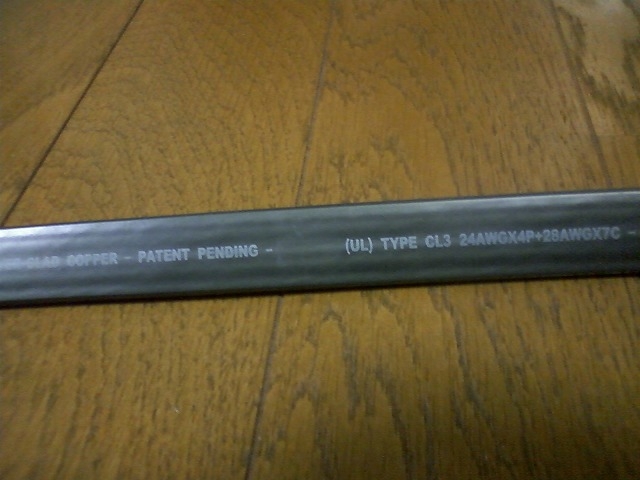 CLAD COPPER - PATENT PENDING - (UL) TYPE CL3 24AWGX4P+28AWGX7C -